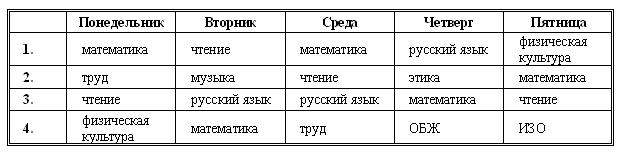 Понедельник Вторник Среда Четверг Пятница
1. математика чтение математика русский язык физическая культура
2. труд музыка чтение этика математика
3. чтение русский язык русский язык математика чтение
4. физическая культура математика труд ОБЖ ИЗО